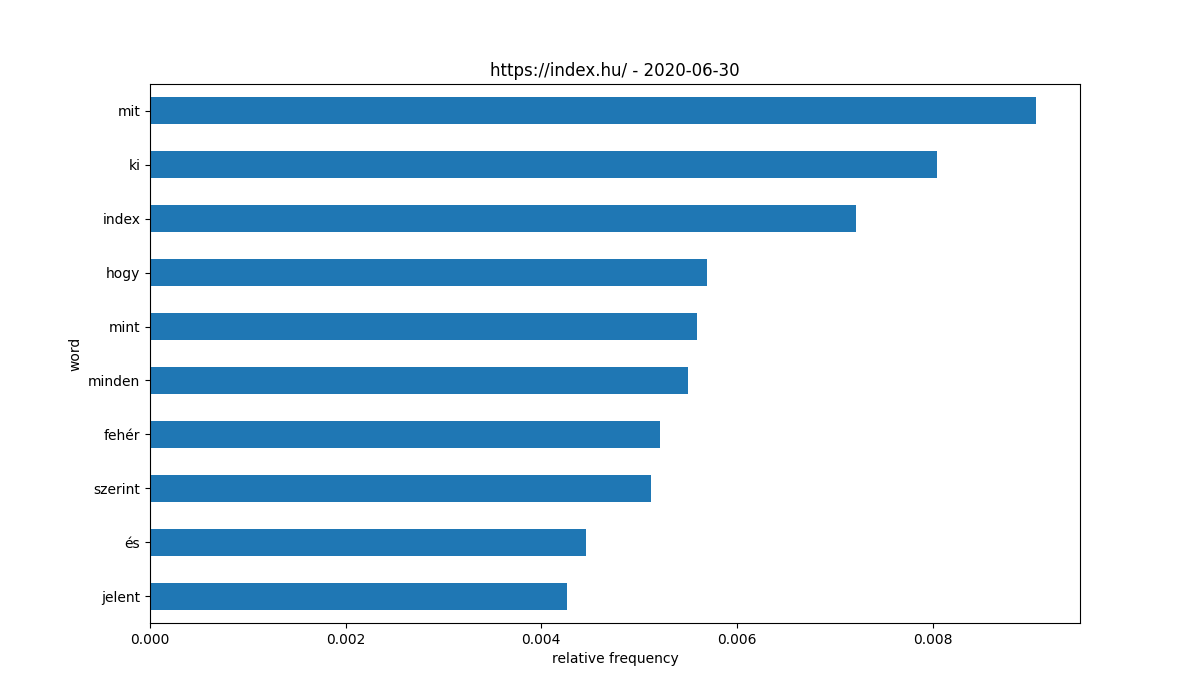 https://index.hu/ - 2020-06-30
mit
ki
index
hogy
mint
word
minden
fehér
szerint
és
jelent
0.000 0.002 0.004 0.006 0.008
relative frequency